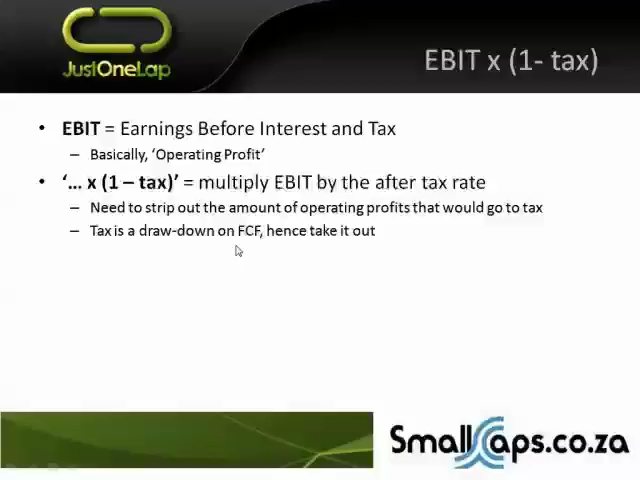 JustOneLap
EBIT x (1- tax)
• EBIT = Earnings Before Interest and Tax
– Basically, ‘Operating Profit’
• ‘… x (1 – tax)’ = multiply EBIT by the after tax rate
– Need to strip out the amount of operating profits that would go to tax
– Tax is a draw-down on FCF, hence take it out
SmallCaps.co.za